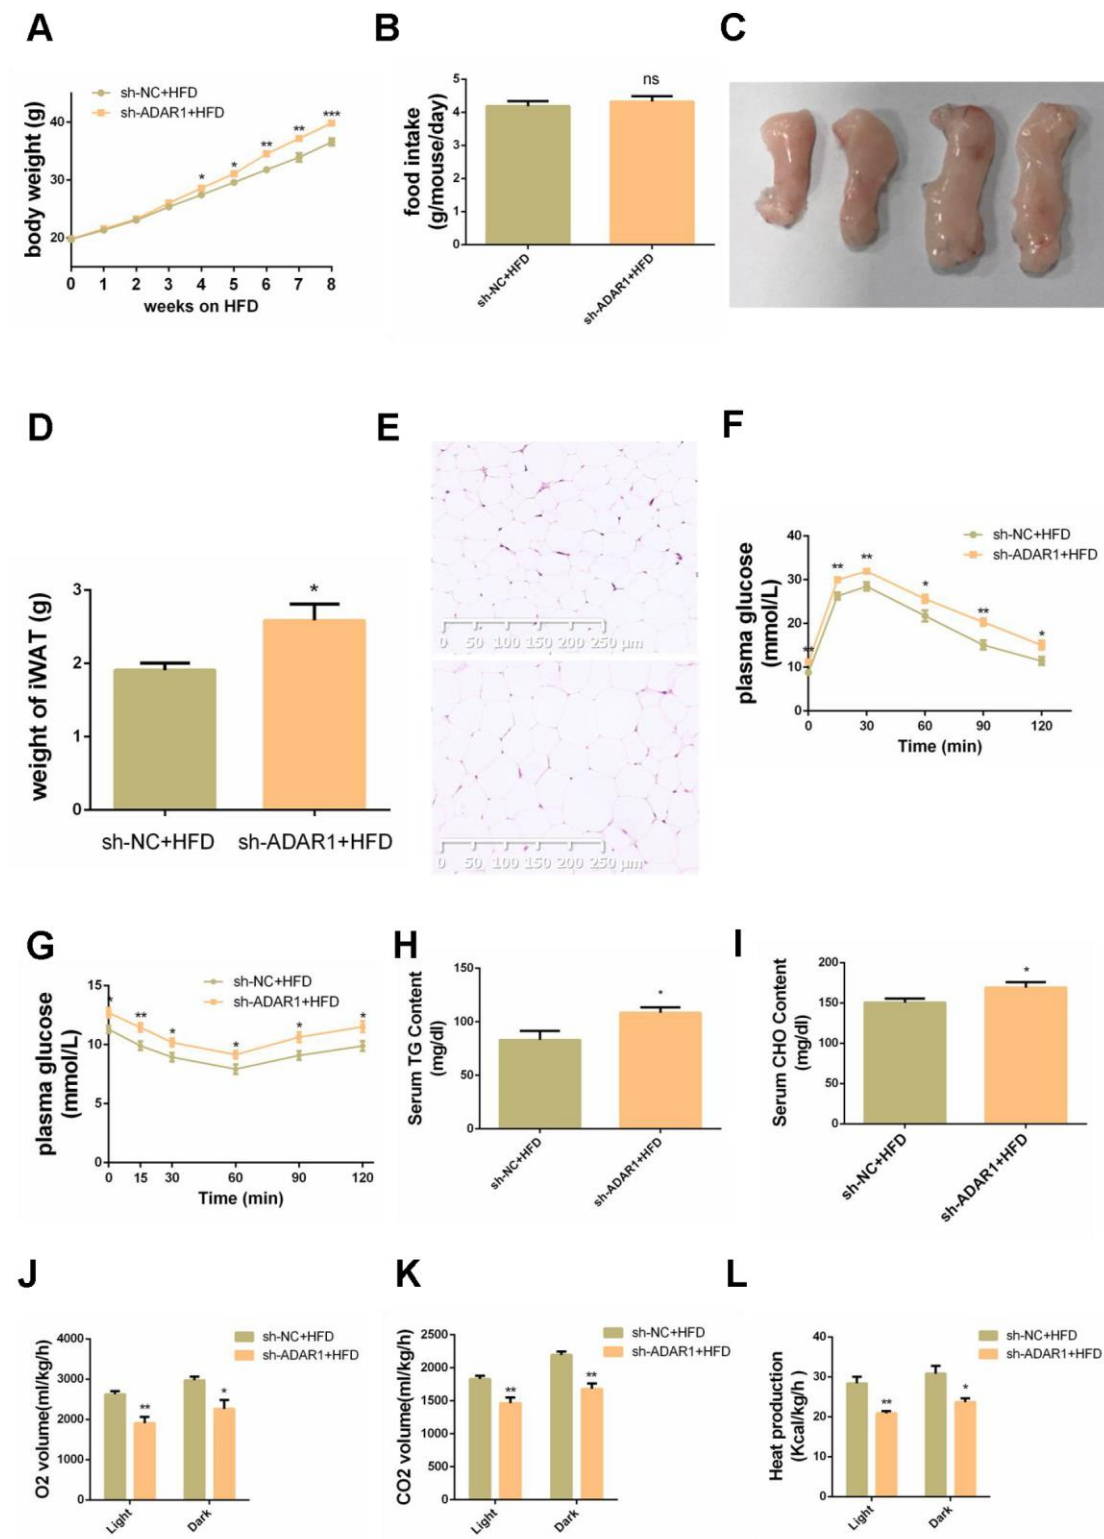 A
B
C
sh-NC+HFD
sh-ADAR1+HFD
body weight (g)
40
30
20
* * ** ** ***
0 1 2 3 4 5 6 7 8
weeks on HFD
food intake
(g/mouse/day)
5
4
3
2
1
0
ns
sh-NC+HFD
sh-ADAR1+HFD
D
E
F
weight of iWAT (g)
3
2
1
0
*
sh-NC+HFD sh-ADAR1+HFD
0 50 100 150 200 250 µm
0 50 100 150 200 250 µm
sh-NC+HFD
sh-ADAR1+HFD
plasma glucose
(mmol/L)
40
30
20
10
0
** ** ** * ** *
0 30 60 90 120
Time (min)
G
H
I
sh-NC+HFD
sh-ADAR1+HFD
plasma glucose
(mmol/L)
15
10
5
0
* ** * * * *
0 15 30 60 90 120
Time (min)
Serum TG Content
(mg/dl)
150
100
50
0
*
sh-NC+HFD
sh-ADAR1+HFD
Serum CHO Content
(mg/dl)
200
150
100
50
0
*
sh-NC+HFD
sh-ADAR1+HFD
J
K
L
O2 volume(ml/kg/h)
4000
3000
2000
1000
0
sh-NC+HFD
sh-ADAR1+HFD
** *
Light Dark
CO2 volume(ml/kg/h)
2500
2000
1500
1000
500
0
sh-NC+HFD
sh-ADAR1+HFD
** **
Light Dark
Heat production
(Kcal/kg/h )
40
30
20
10
0
sh-NC+HFD
sh-ADAR1+HFD
** *
Light Dark